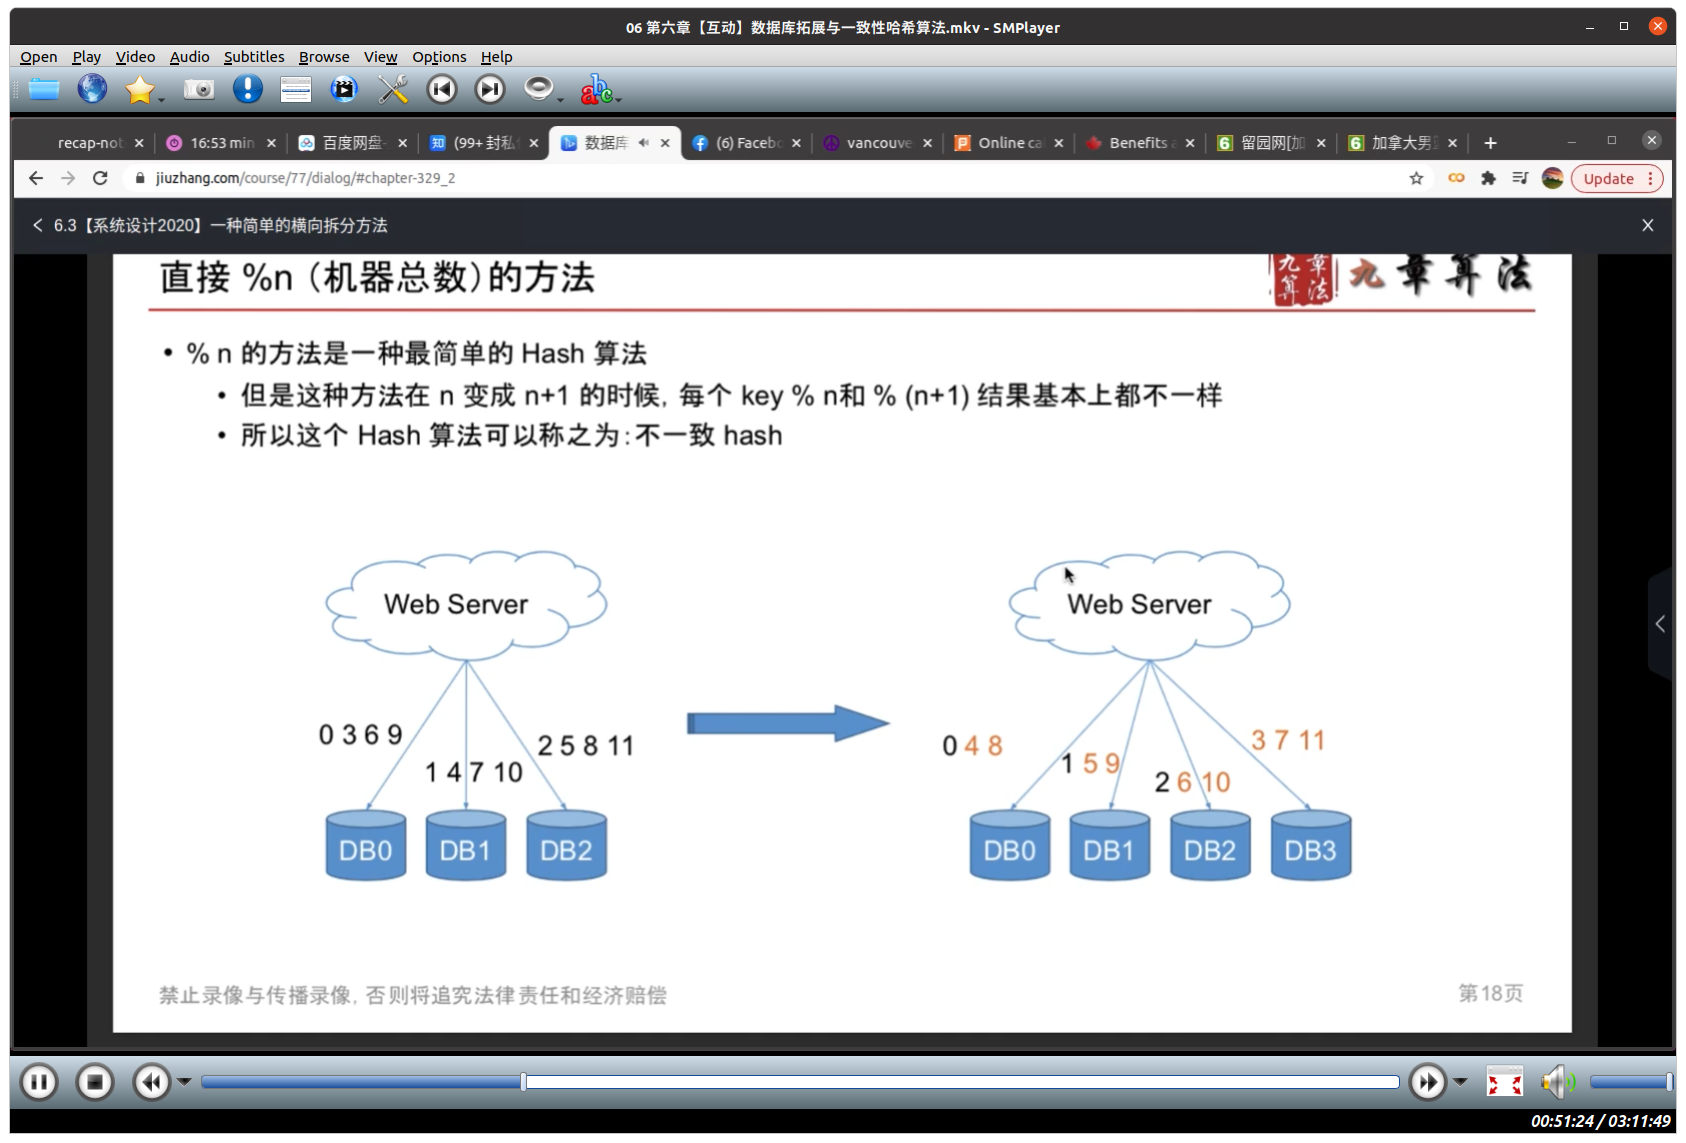 06 第六章【互动】数据库拓展与一致性哈希算法.mkv - SMPlayer
Open Play Video Audio Subtitles Browse View Options Help
recap-not 16:53 min 百度网盘- (99+ 封私 数据库 (6) Facebo vancouve Online ca Benefits a 留园网[加 加拿大男
jiuzhang.com/course/77/dialog/#chapter-329_2 Update
6.3【系统设计2020】一种简单的横向拆分方法
直接 %n (机器总数)的方法
九章算法 九章算法
• % n 的方法是一种最简单的 Hash 算法
• 但是这种方法在 n 变成 n+1 的时候, 每个 key % n和 % (n+1) 结果基本上都不一样
• 所以这个 Hash 算法可以称之为:不一致 hash
Web Server
Web Server
0 3 6 9
1 4 7 10
2 5 8 11
0 4 8
1 5 9
2 6 10
3 7 11
DB0 DB1 DB2
DB0 DB1 DB2 DB3
禁止录像与传播录像, 否则将追究法律责任和经济赔偿
第18页
00:51:24 / 03:11:49